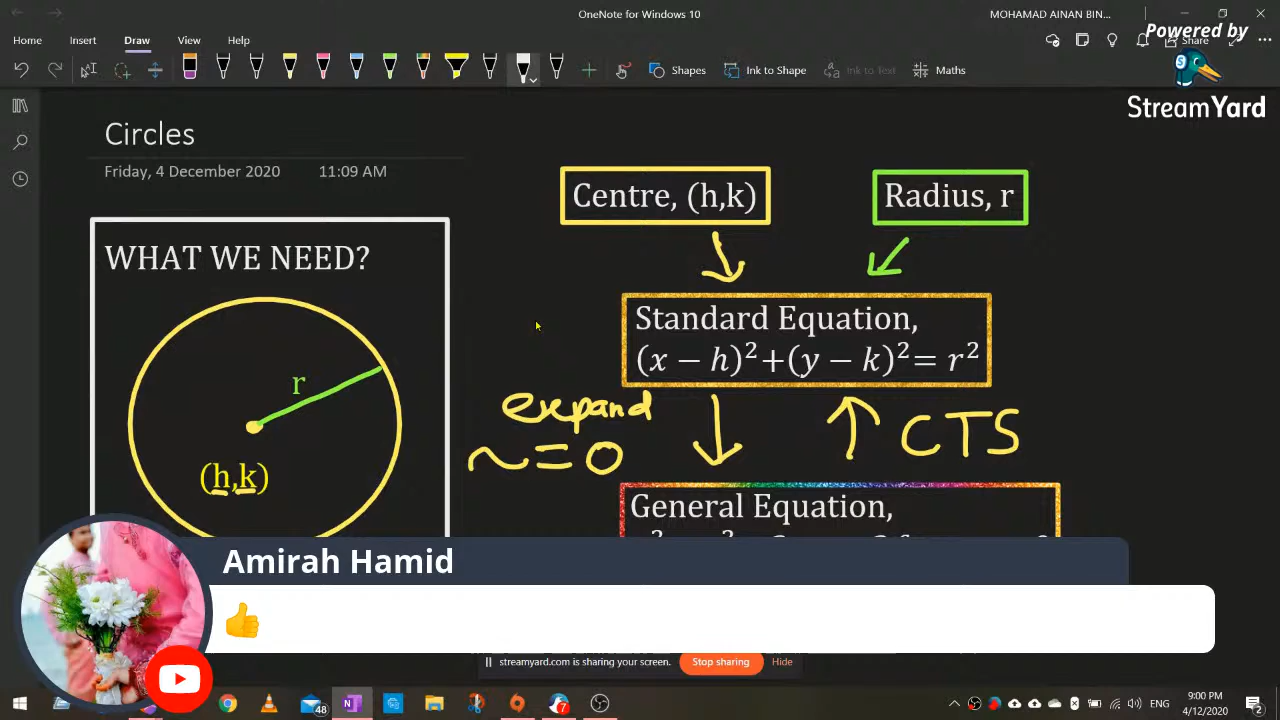 OneNote for Windows 10
MOHAMAD AINAN BIN...
Powered by
StreamYard
Home Insert Draw View Help
Share
Shapes
Ink to Shape
Ink to Text
Maths
Circles
Friday, 4 December 2020 11:09 AM
WHAT WE NEED?
r
(h,k)
Centre, (h,k)
Radius, r
Standard Equation,
(x − h)²+(y − k)²= r²
expand
~=0
CTS
General Equation,
Amirah Hamid
👍
streamyard.com is sharing your screen. Stop sharing Hide
48
ENG
9:00 PM
4/12/2020
2